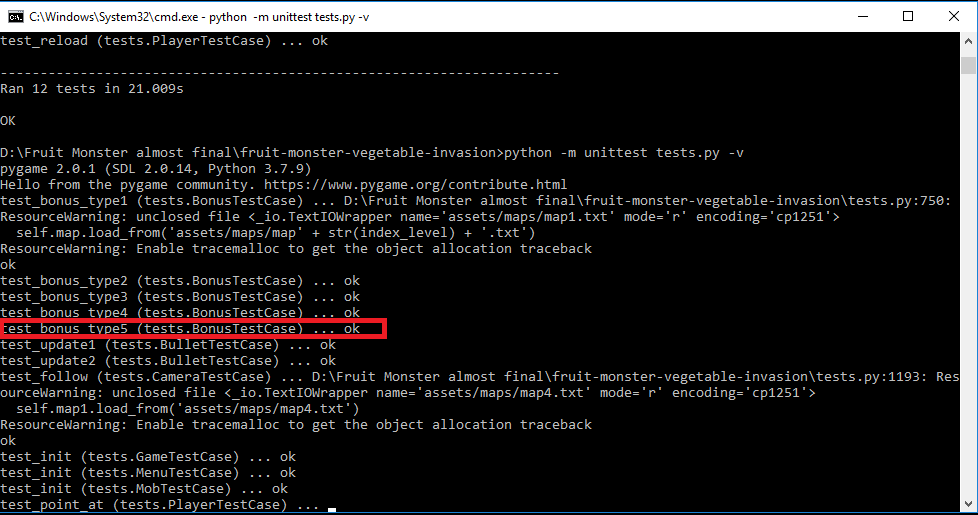 C:\Windows\System32\cmd.exe - python  -m unittest tests.py -v
test_reload (tests.PlayerTestCase) ... ok
----------------------------------------------------------------------
Ran 12 tests in 21.009s
OK
D:\Fruit Monster almost final\fruit-monster-vegetable-invasion>python -m unittest tests.py -v
pygame 2.0.1 (SDL 2.0.14, Python 3.7.9)
Hello from the pygame community. https://www.pygame.org/contribute.html
test_bonus_type1 (tests.BonusTestCase) ... D:\Fruit Monster almost final\fruit-monster-vegetable-invasion\tests.py:750:
ResourceWarning: unclosed file <_io.TextIOWrapper name='assets/maps/map1.txt' mode='r' encoding='cp1251'>
  self.map.load_from('assets/maps/map' + str(index_level) + '.txt')
ResourceWarning: Enable tracemalloc to get the object allocation traceback
ok
test_bonus_type2 (tests.BonusTestCase) ... ok
test_bonus_type3 (tests.BonusTestCase) ... ok
test_bonus_type4 (tests.BonusTestCase) ... ok
test_bonus_type5 (tests.BonusTestCase) ... ok
test_update1 (tests.BulletTestCase) ... ok
test_update2 (tests.BulletTestCase) ... ok
test_follow (tests.CameraTestCase) ... D:\Fruit Monster almost final\fruit-monster-vegetable-invasion\tests.py:1193: Res
ourceWarning: unclosed file <_io.TextIOWrapper name='assets/maps/map4.txt' mode='r' encoding='cp1251'>
  self.map1.load_from('assets/maps/map4.txt')
ResourceWarning: Enable tracemalloc to get the object allocation traceback
ok
test_init (tests.GameTestCase) ... ok
test_init (tests.MenuTestCase) ... ok
test_init (tests.MobTestCase) ... ok
test_point_at (tests.PlayerTestCase) ...